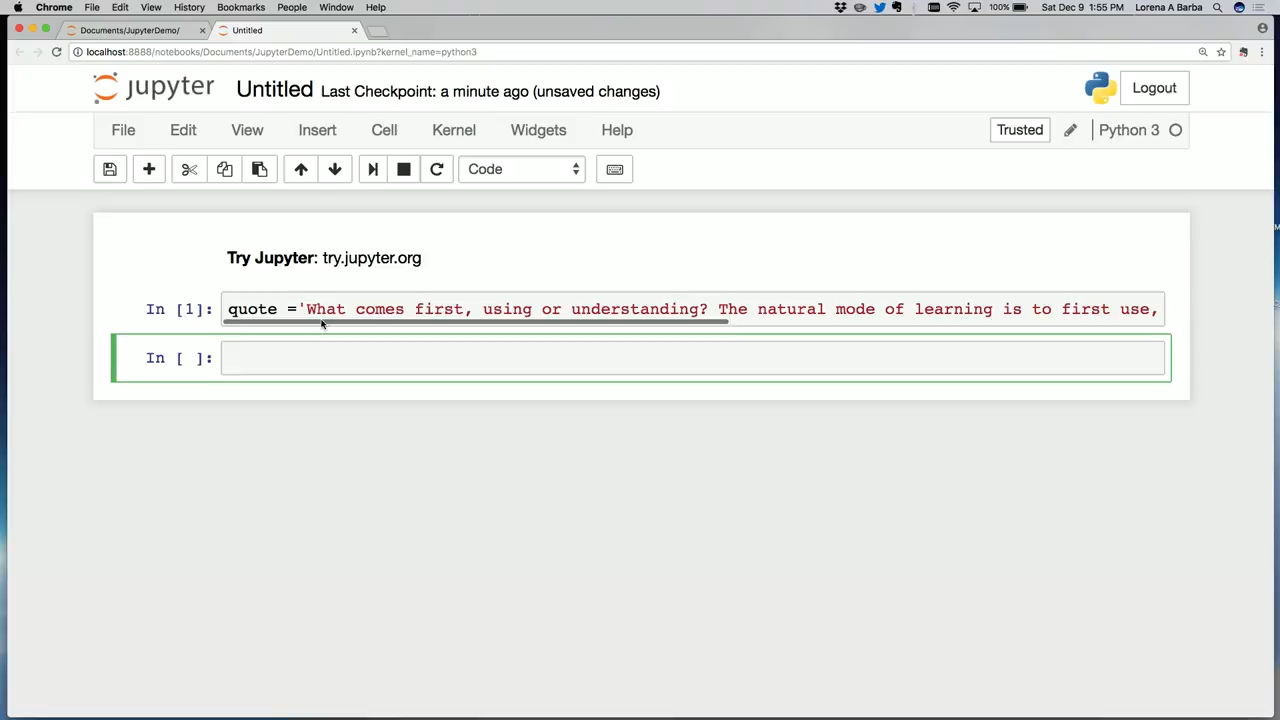 Chrome File Edit View History Bookmarks People Window Help 100% Sat Dec 9 1:55 PM Lorena A Barba
Documents/JupyterDemo/ Untitled
localhost:8888/notebooks/Documents/JupyterDemo/Untitled.ipynb?kernel_name=python3
jupyter Untitled Last Checkpoint: a minute ago (unsaved changes) Logout
File Edit View Insert Cell Kernel Widgets Help Trusted Python 3
Code
Try Jupyter: try.jupyter.org
In [1]: quote ='What comes first, using or understanding? The natural mode of learning is to first use,
In [ ]: